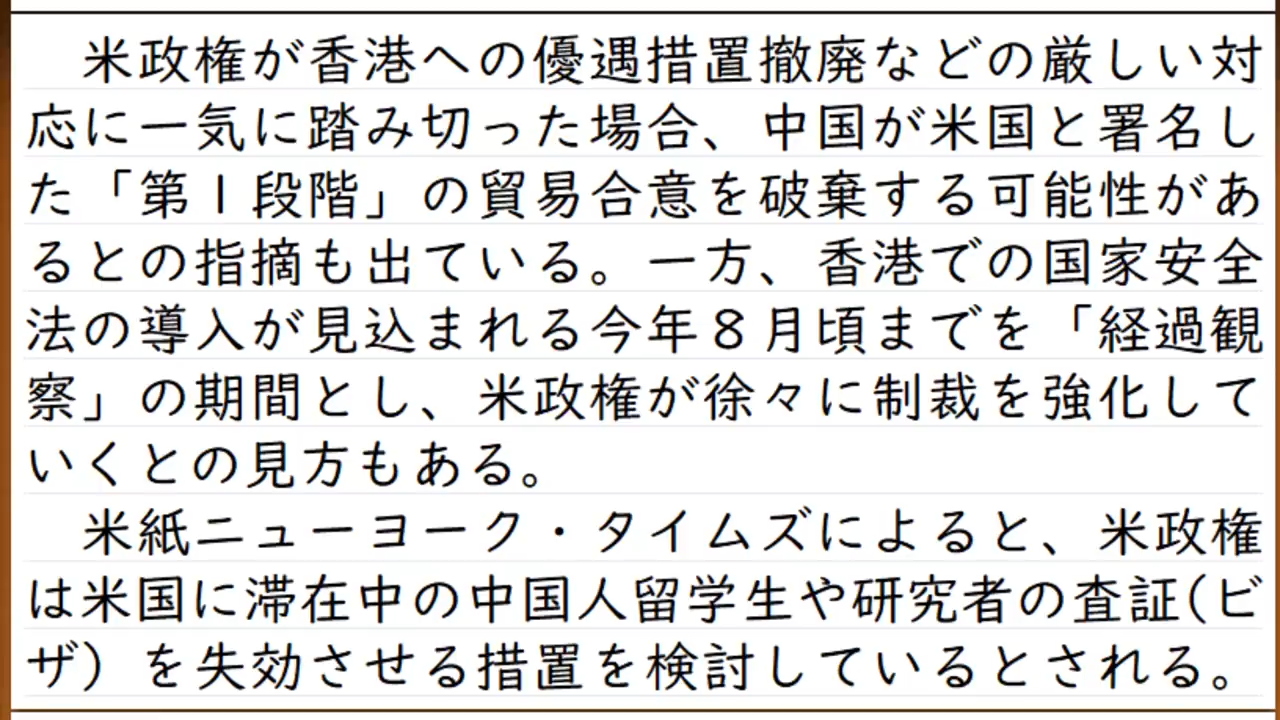 米政権が香港への優遇措置撤廃などの厳しい対
応に一気に踏み切った場合、中国が米国と署名し
た「第１段階」の貿易合意を破棄する可能性があ
るとの指摘も出ている。一方、香港での国家安全
法の導入が見込まれる今年８月頃までを「経過観
察」の期間とし、米政権が徐々に制裁を強化して
いくとの見方もある。
　米紙ニューヨーク・タイムズによると、米政権
は米国に滞在中の中国人留学生や研究者の査証(ビ
ザ）を失効させる措置を検討しているとされる。